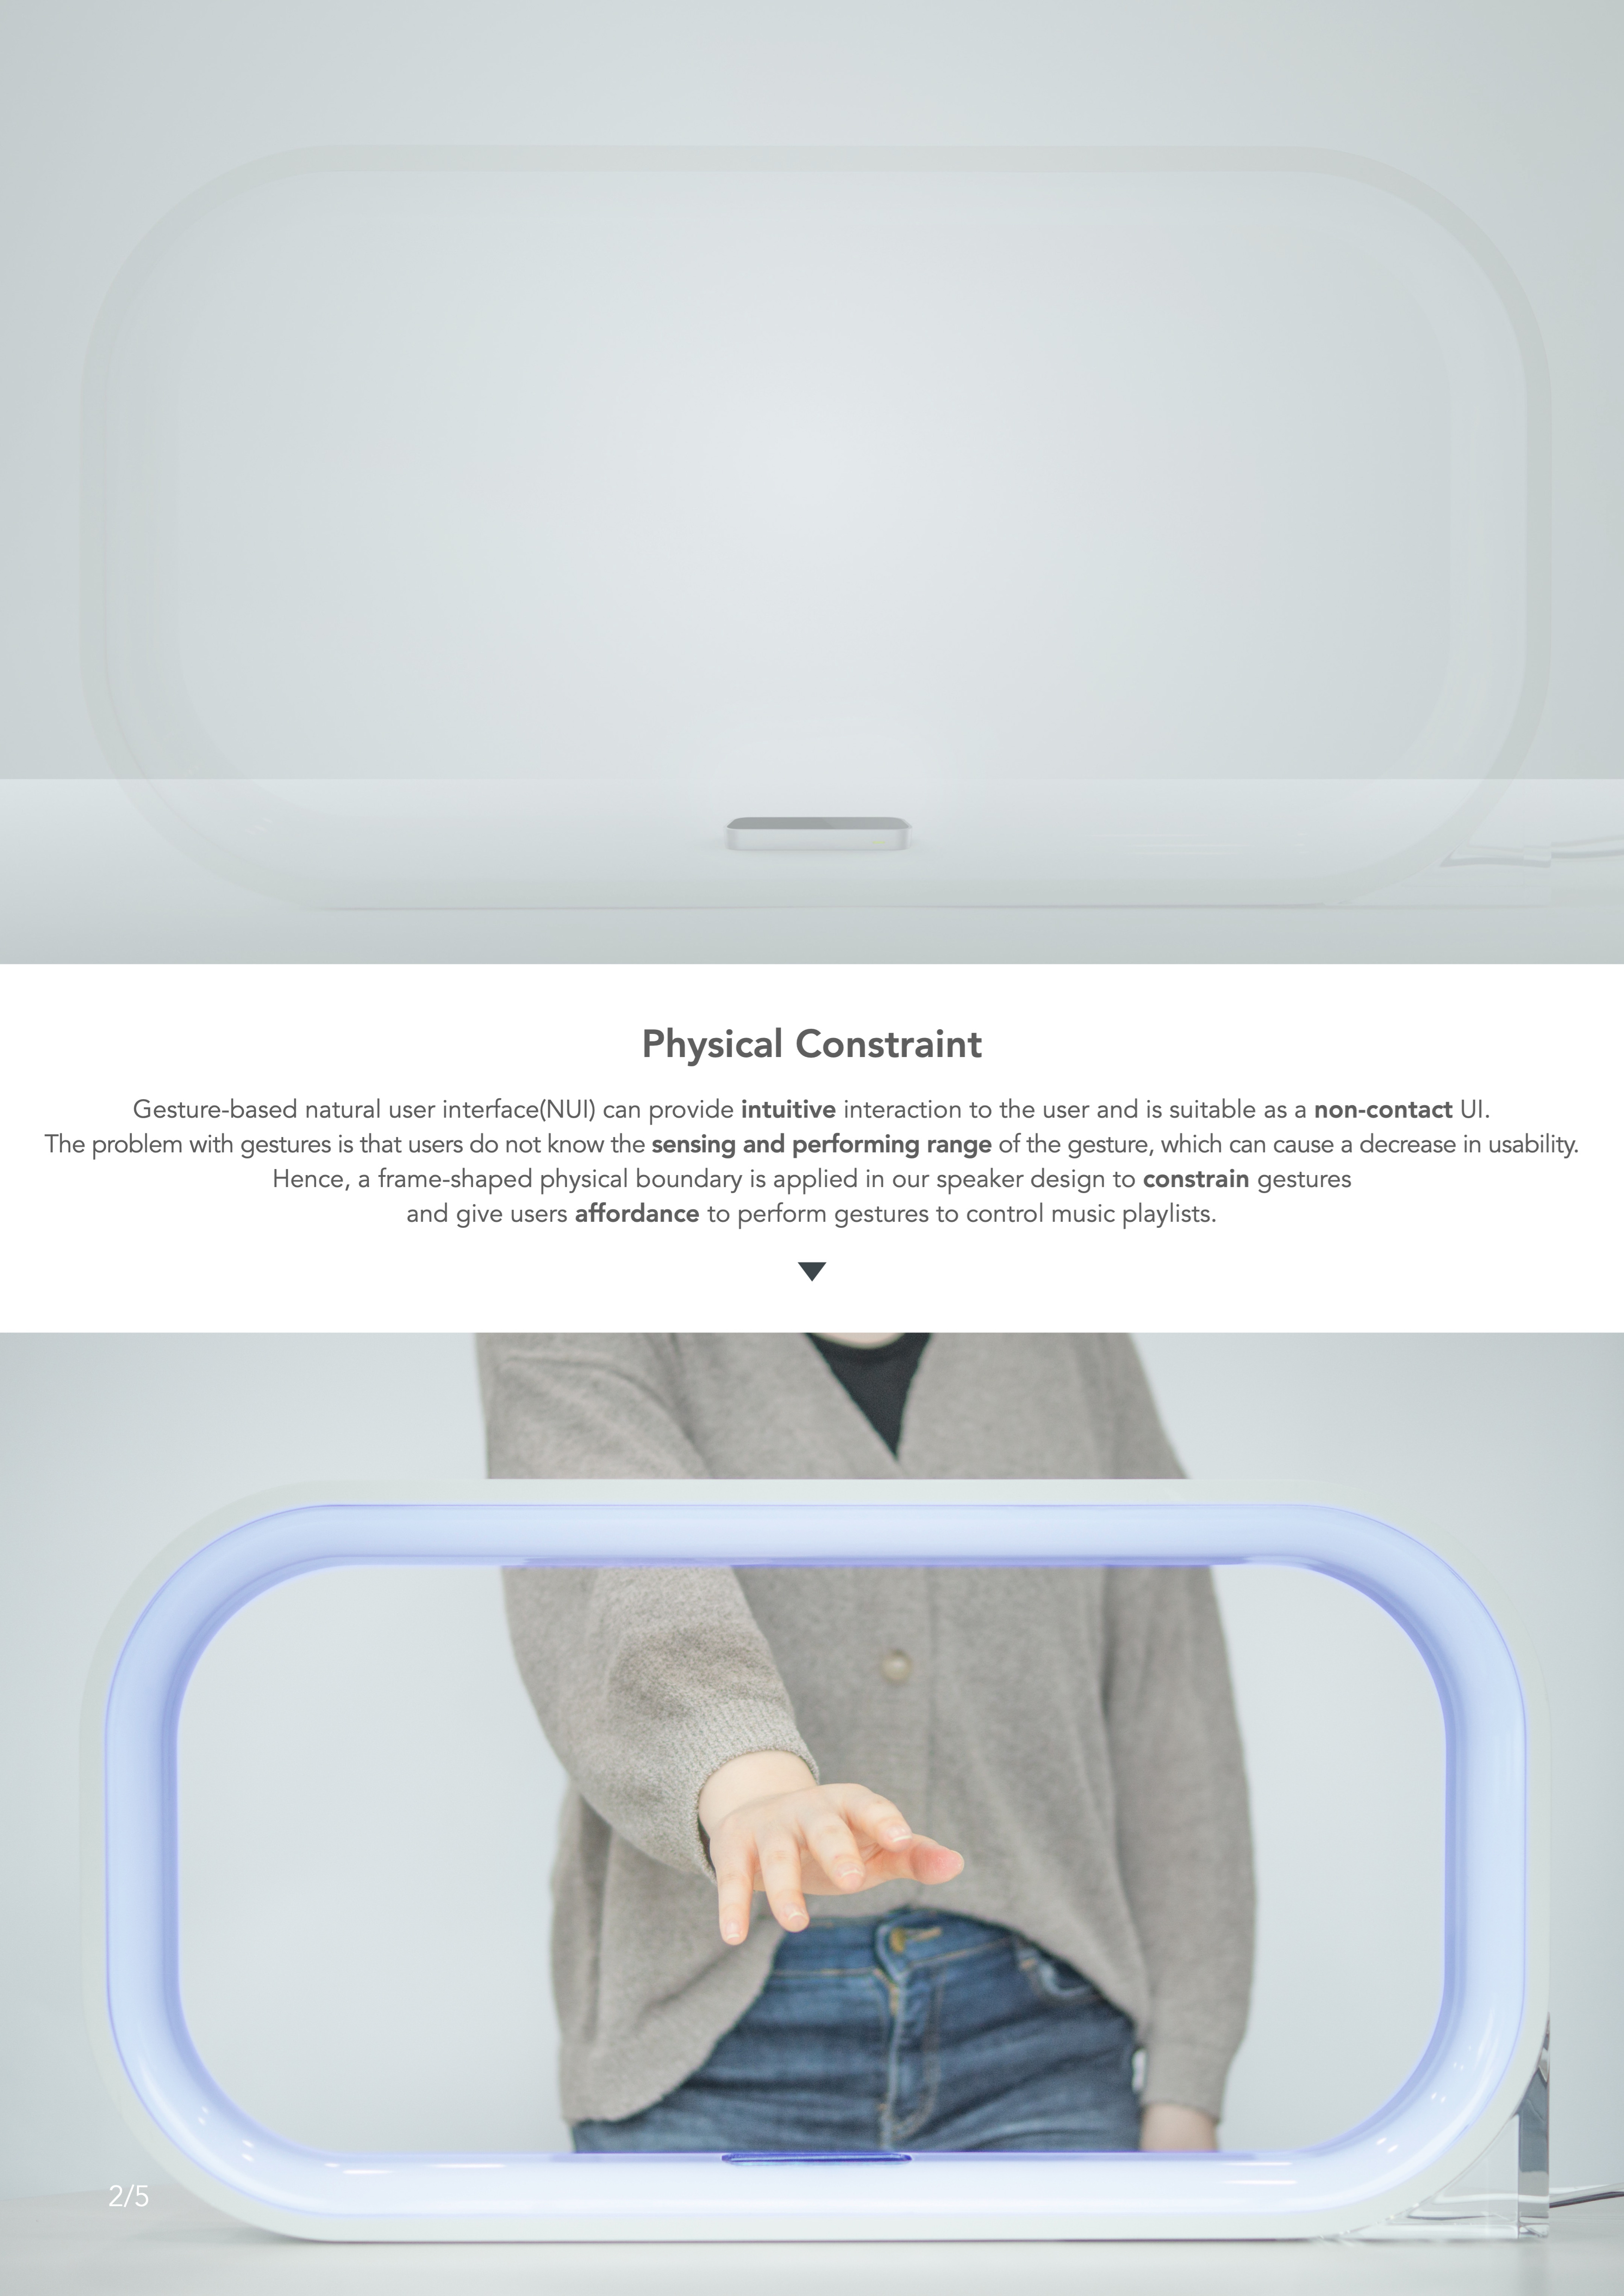 Physical Constraint
Gesture-based natural user interface(NUI) can provide intuitive interaction to the user and is suitable as a non-contact UI.
The problem with gestures is that users do not know the sensing and performing range of the gesture, which can cause a decrease in usability.
Hence, a frame-shaped physical boundary is applied in our speaker design to constrain gestures
and give users affordance to perform gestures to control music playlists.
2/5